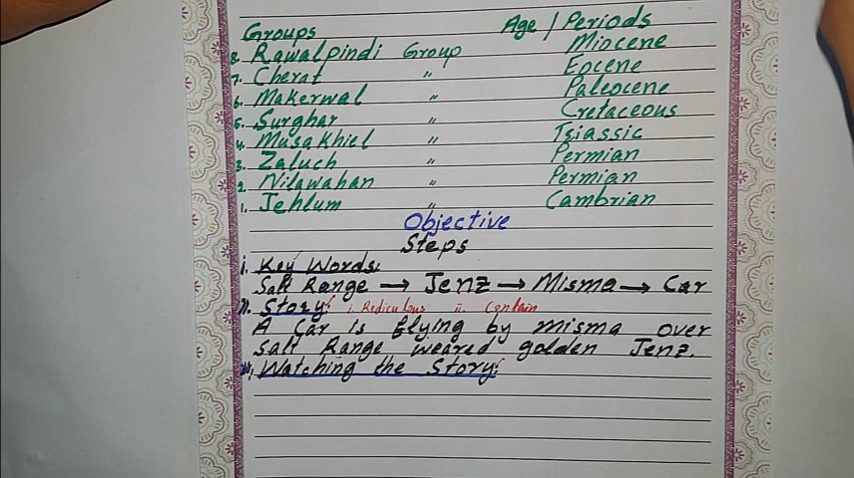 Groups Age / Periods
8. Rawalpindi Group Miocene
7. Cherat " Eocene
6. Makerwal " Paleocene
5. Surghar " Cretaceous
4. Musakhiel " Triassic
3. Zaluch " Permian
2. Nilawahan " Permian
1. Jehlum " Cambrian
Objective
Steps
i. Key Words:
Salt Range → Jenz → Misma → Car
ii. Story: i. Rediculous ii. Contain
A Car is flying by misma over
salt Range weared golden Jenz.
iii. Watching the Story: